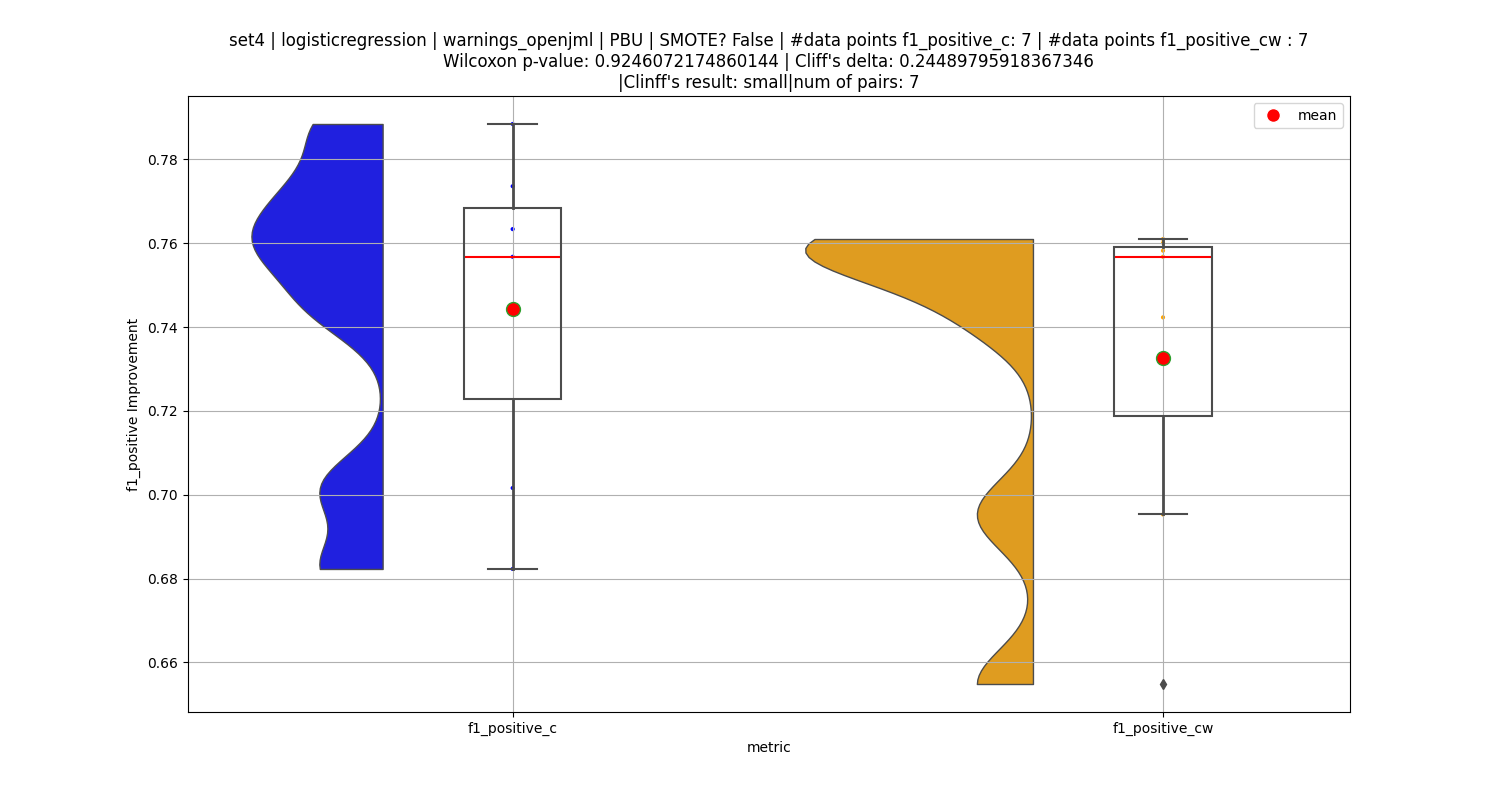 set4 | logisticregression | warnings_openjml | PBU | SMOTE? False | #data points f1_positive_c: 7 | #data points f1_positive_cw : 7
Wilcoxon p-value: 0.9246072174860144 | Cliff's delta: 0.24489795918367346
|Clinff's result: small|num of pairs: 7
mean
0.78
0.76
0.74
0.72
0.70
0.68
0.66
f1_positive Improvement
f1_positive_c
f1_positive_cw
metric